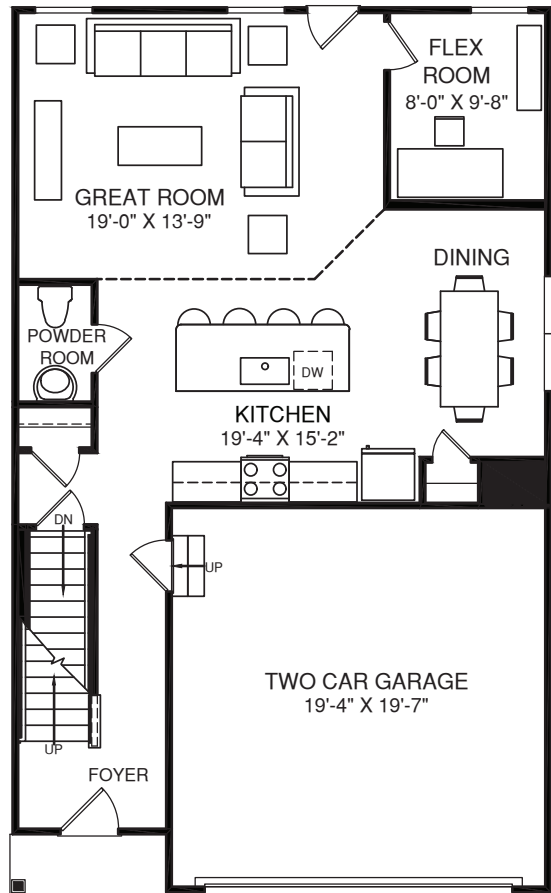 FLEX
ROOM
8'-0" X 9'-8"
GREAT ROOM
19'-0" X 13'-9"
DINING
POWDER
ROOM
DW
KITCHEN
19'-4" X 15'-2"
DN
UP
TWO CAR GARAGE
19'-4" X 19'-7"
UP
FOYER